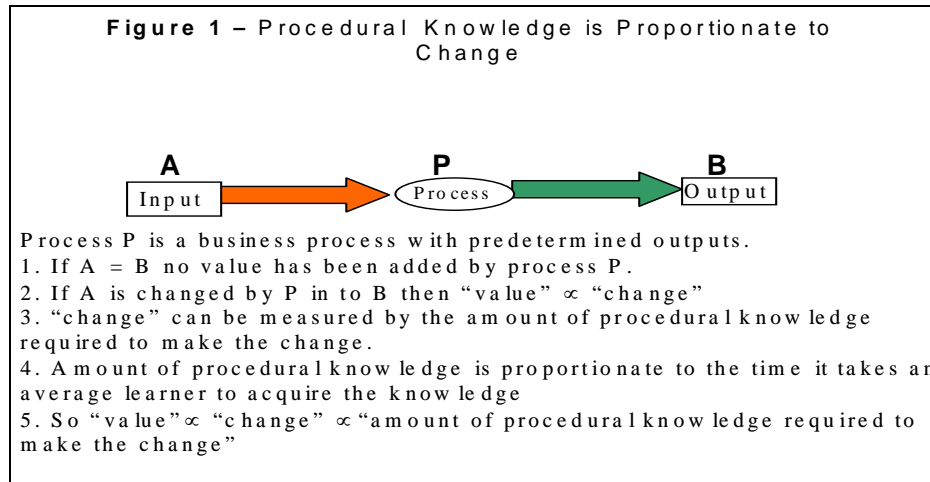 Figure 1 – Procedural Knowledge is Proportionate to
Change
A P B
Input Process Output
Process P is a business process with predetermined outputs.
1. If A = B no value has been added by process P.
2. If A is changed by P in to B then “value” ∝ “change”
3. “change” can be measured by the amount of procedural knowledge
required to make the change.
4. Amount of procedural knowledge is proportionate to the time it takes an
average learner to acquire the knowledge
5. So “value”∝ “change” ∝“amount of procedural knowledge required to
make the change”